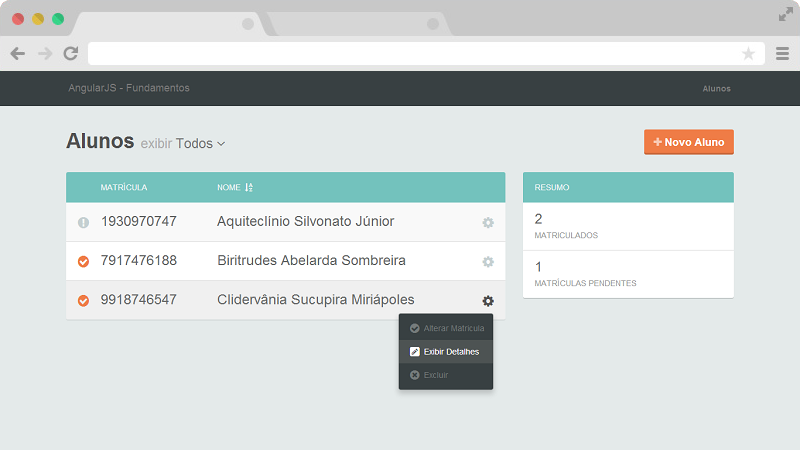 AngularJS - Fundamentos
Alunos
Alunos exibir Todos
Novo Aluno
MATRÍCULA NOME
1930970747 Aquiteclínio Silvonato Júnior
7917476188 Biritrudes Abelarda Sombreira
9918746547 Clidervânia Sucupira Miriápoles
Alterar Matrícula
Exibir Detalhes
Excluir
RESUMO
2
MATRICULADOS
1
MATRÍCULAS PENDENTES